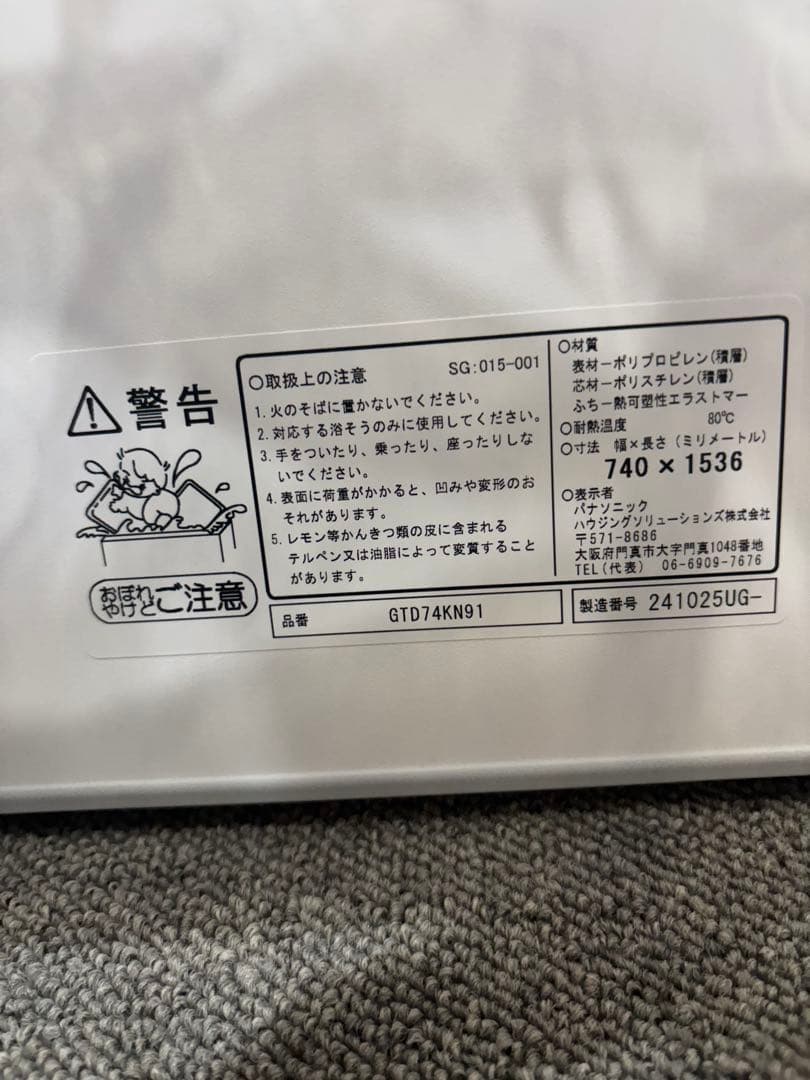 警告
おぼれ
やけど
ご注意
○取扱上の注意 SG:015-001
1. 火のそばに置かないでください。
2. 対応する浴そうのみに使用してください。
3. 手をついたり、乗ったり、座ったりしな
いでください。
4. 表面に荷重がかかると、凹みや変形のお
それがあります。
5. レモン等かんきつ類の皮に含まれる
テルペン又は油脂によって変質すること
があります。
○材質
表材ーポリプロピレン(積層)
芯材ーポリスチレン(積層)
ふちー熱可塑性エラストマー
○耐熱温度 80℃
○寸法 幅×長さ(ミリメートル)
740 × 1536
○表示者
パナソニック
ハウジングソリューションズ株式会社
〒571-8686
大阪府門真市大字門真1048番地
TEL(代表) 06-6909-7676
品番 GTD74KN91
製造番号 241025UG-